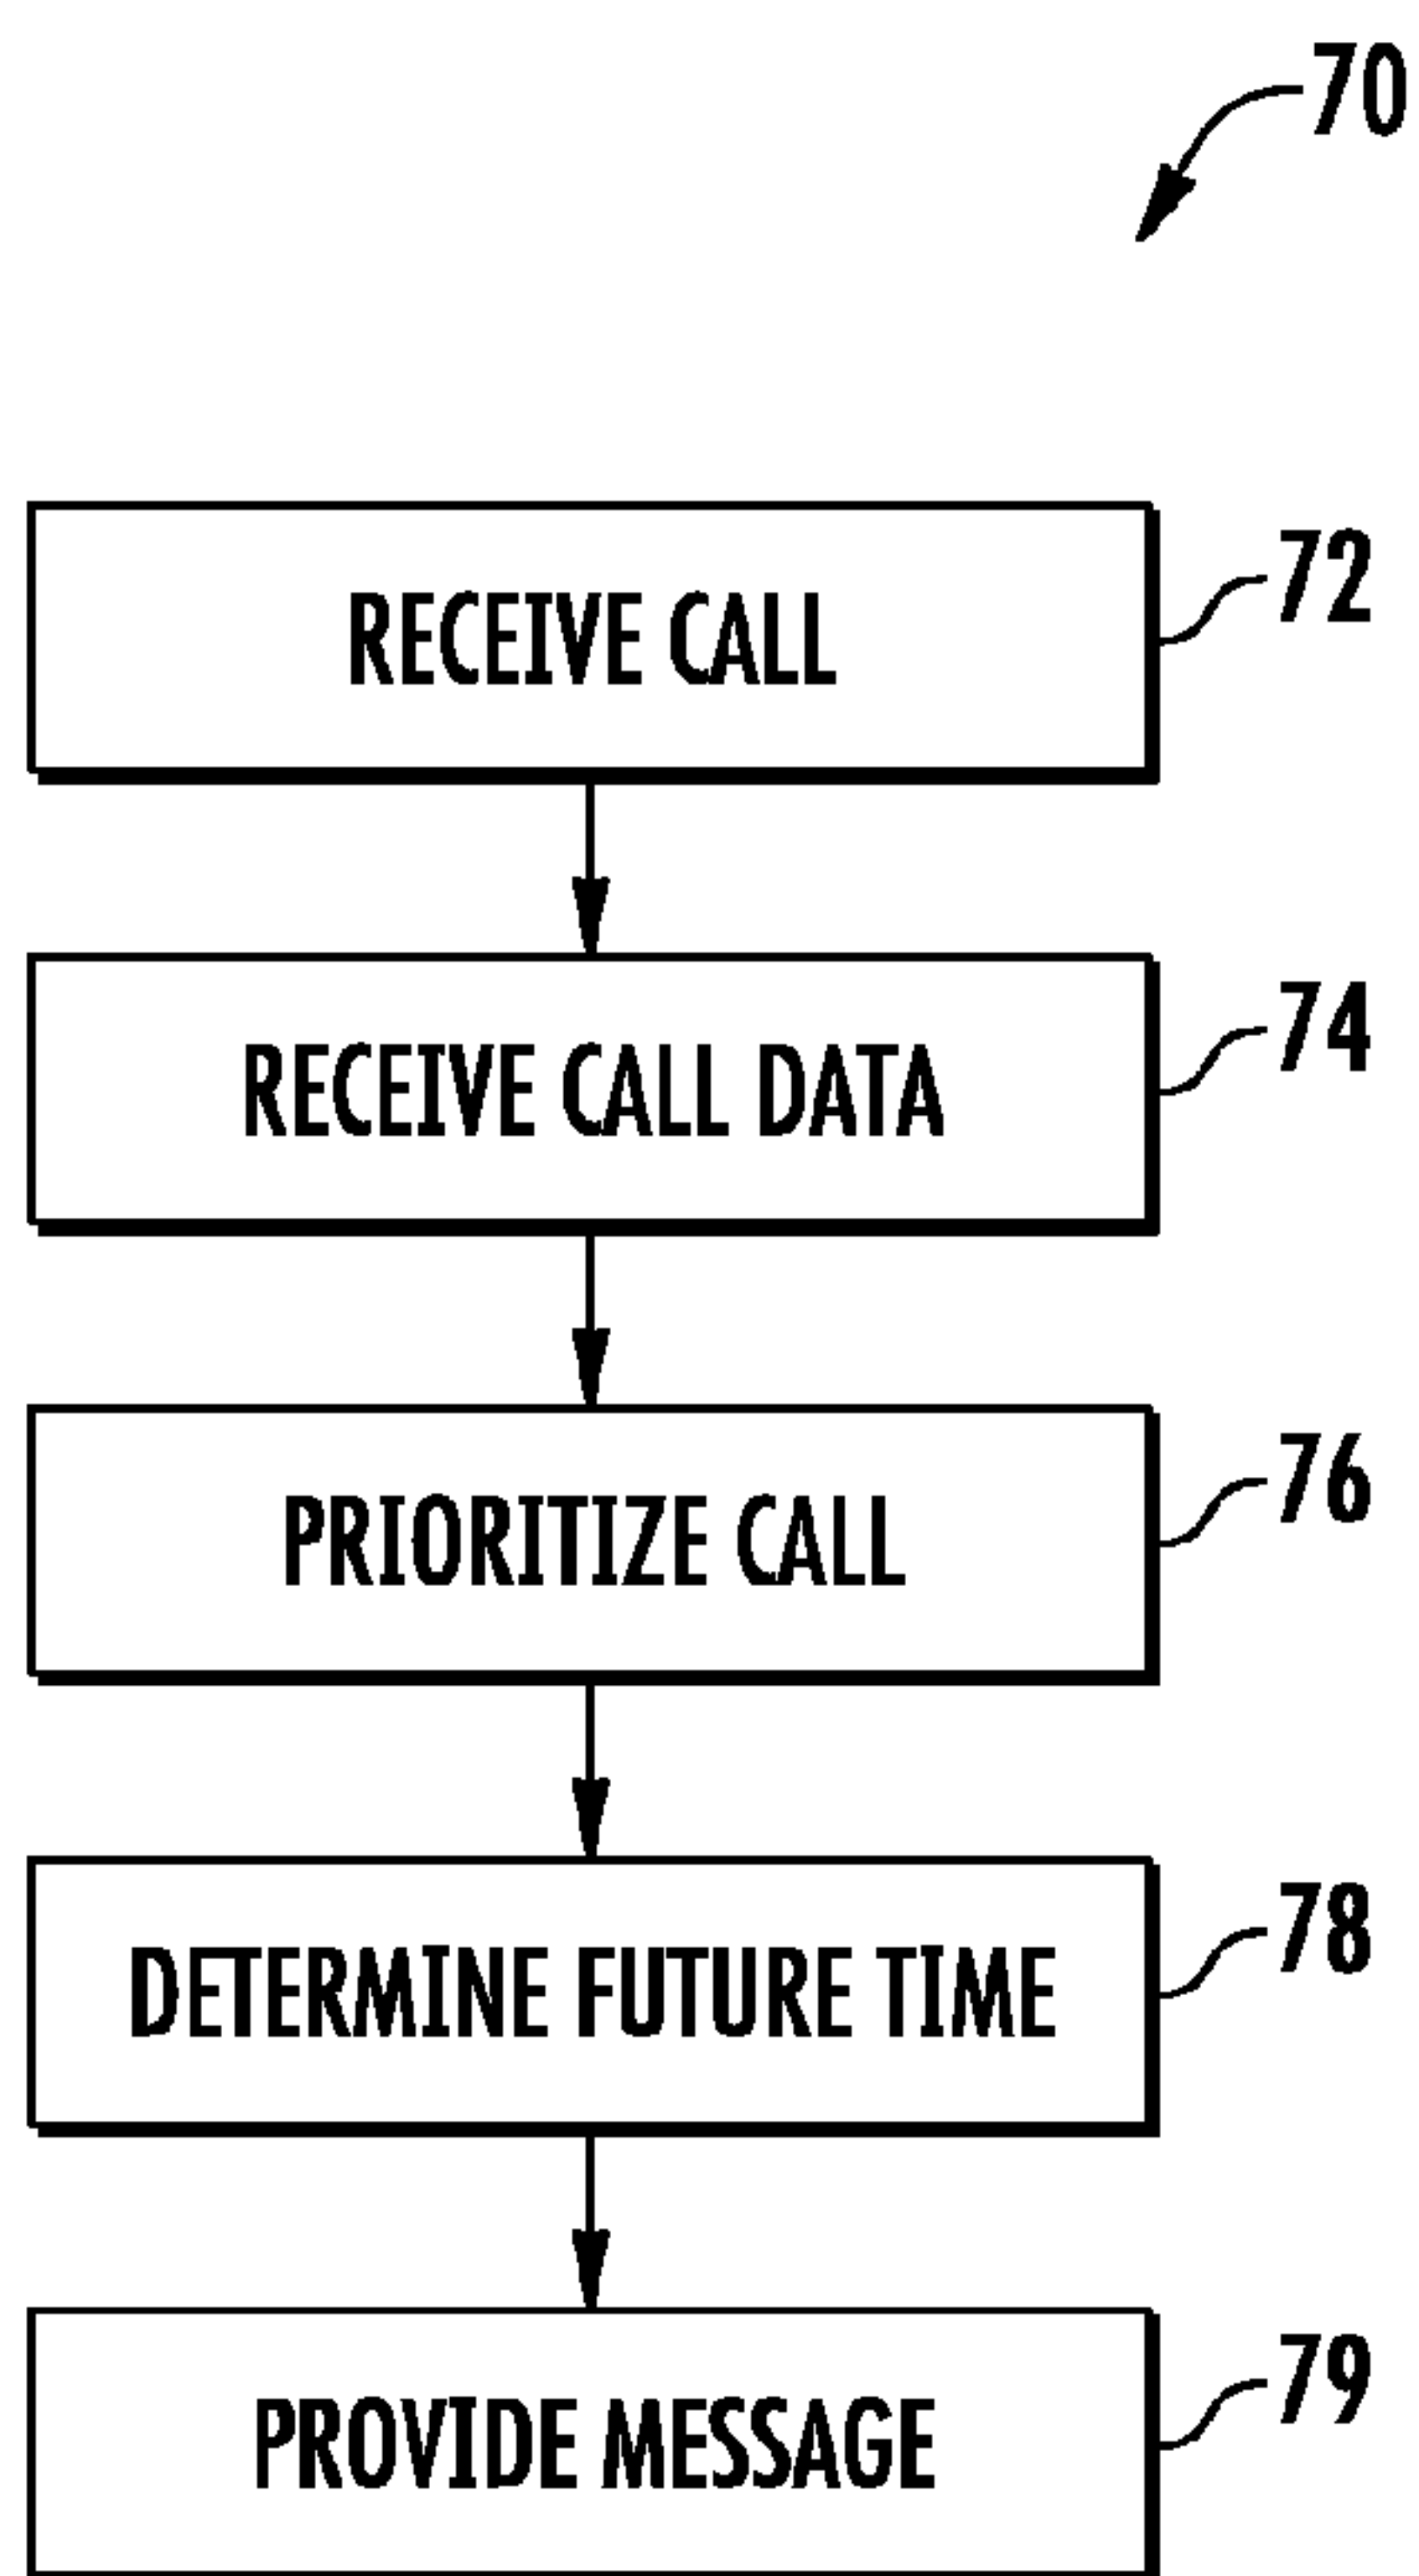 70
RECEIVE CALL
72
RECEIVE CALL DATA
74
PRIORITIZE CALL
76
DETERMINE FUTURE TIME
78
PROVIDE MESSAGE
79